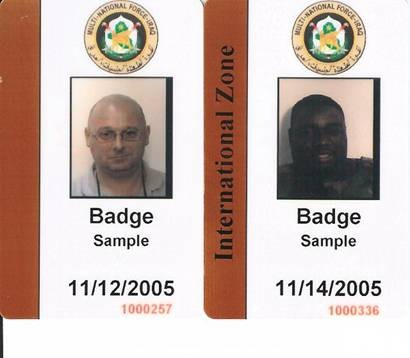 MULTI-NATIONAL FORCE-IRAQ
Badge
Sample
11/12/2005
1000257
International Zone
MULTI-NATIONAL FORCE-IRAQ
Badge
Sample
11/14/2005
1000336